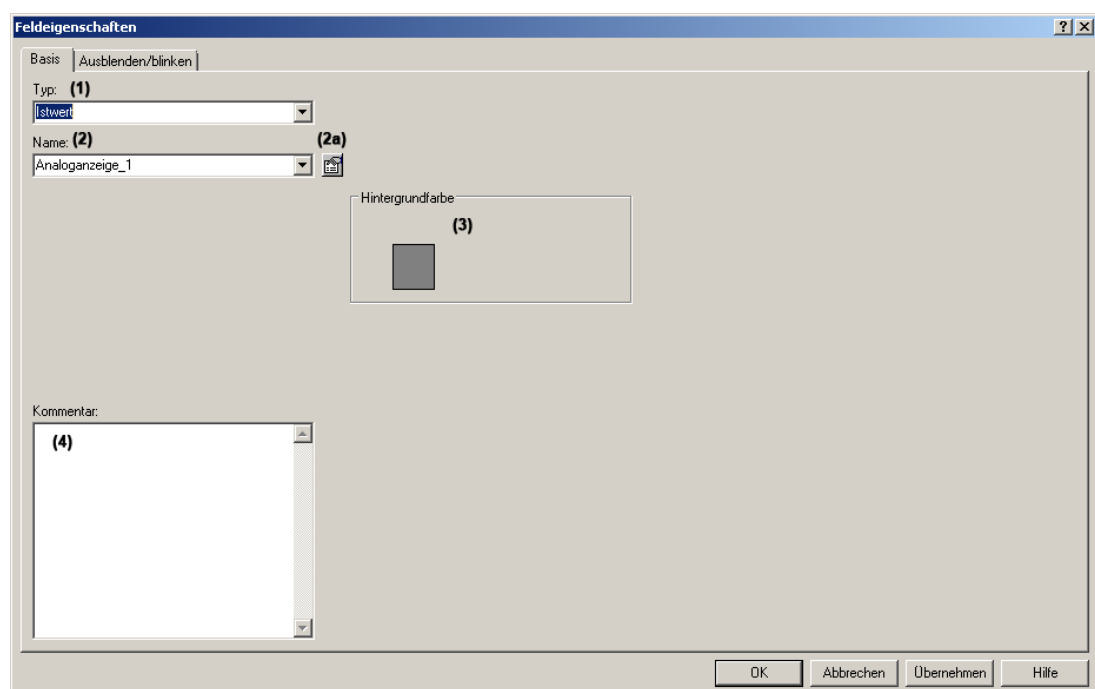 Feldeigenschaften
Basis
Ausblenden/blinken
Typ: (1)
Istwert
Name: (2)
(2a)
Analoganzeige_1
Hintergrundfarbe
(3)
Kommentar:
(4)
OK
Abbrechen
Übernehmen
Hilfe